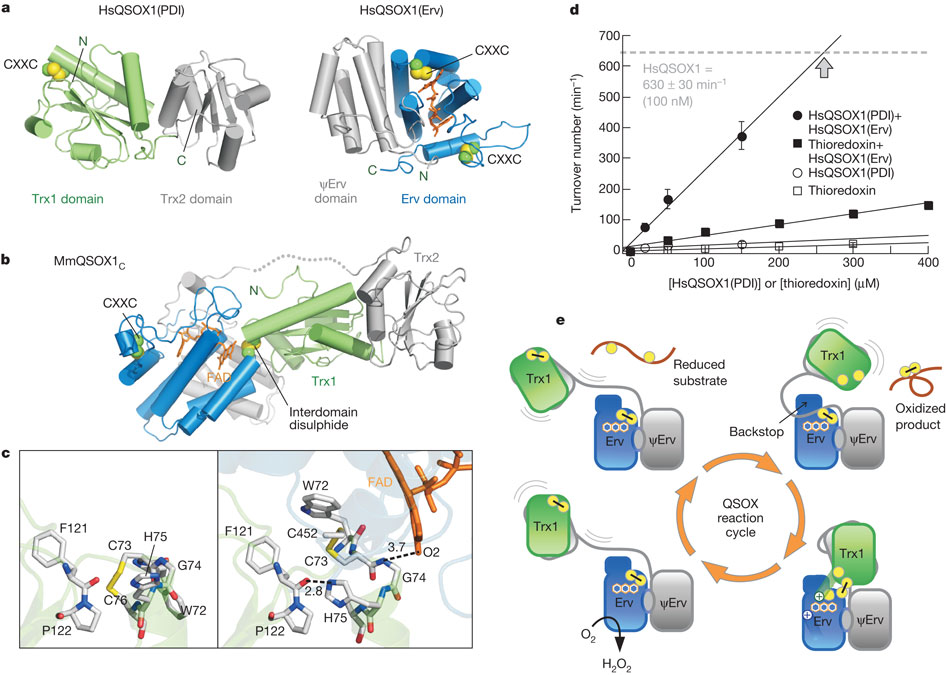 a
HsQSOX1(PDI)
HsQSOX1(Erv)
CXXC
N
C
CXXC
CXXC
C
N
Trx1 domain
Trx2 domain
ψErv
domain
Erv domain
b
MmQSOX1C
Trx2
N
CXXC
FAD
Trx1
Interdomain
disulphide
c
F121
C73
H75
G74
C76
W72
P122
FAD
W72
F121
C452
C73
3.7
O2
G74
2.8
H75
P122
d
700
600
500
400
300
200
100
0
Turnover number (min–1)
HsQSOX1 =
630 ± 30 min–1
(100 nM)
HsQSOX1(PDI)+
HsQSOX1(Erv)
Thioredoxin+
HsQSOX1(Erv)
HsQSOX1(PDI)
Thioredoxin
0 100 200 300 400
[HsQSOX1(PDI)] or [thioredoxin] (μM)
e
Trx1
Reduced
substrate
Erv
ψErv
Trx1
Oxidized
product
Backstop
Erv
ψErv
QSOX
reaction
cycle
Trx1
Erv
ψErv
O2
H2O2
Trx1
+
+
Erv
ψErv